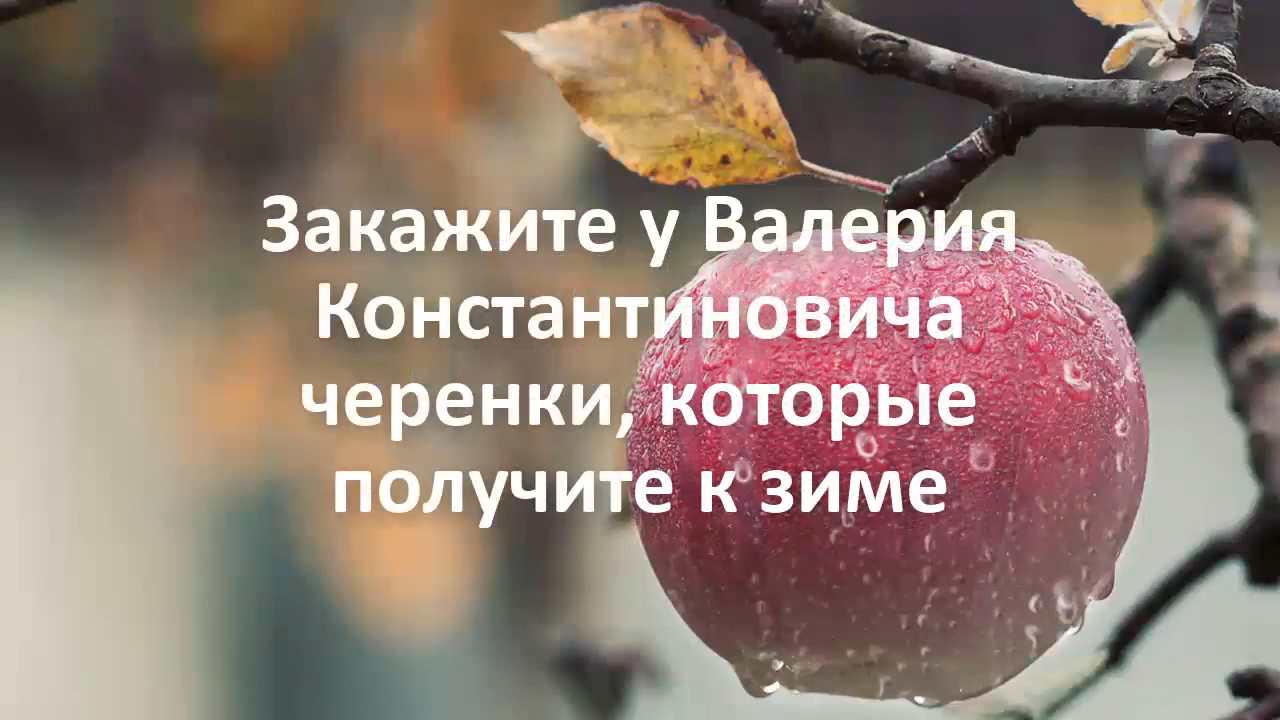 Закажите у Валерия
Константиновича
черенки, которые
получите к зиме